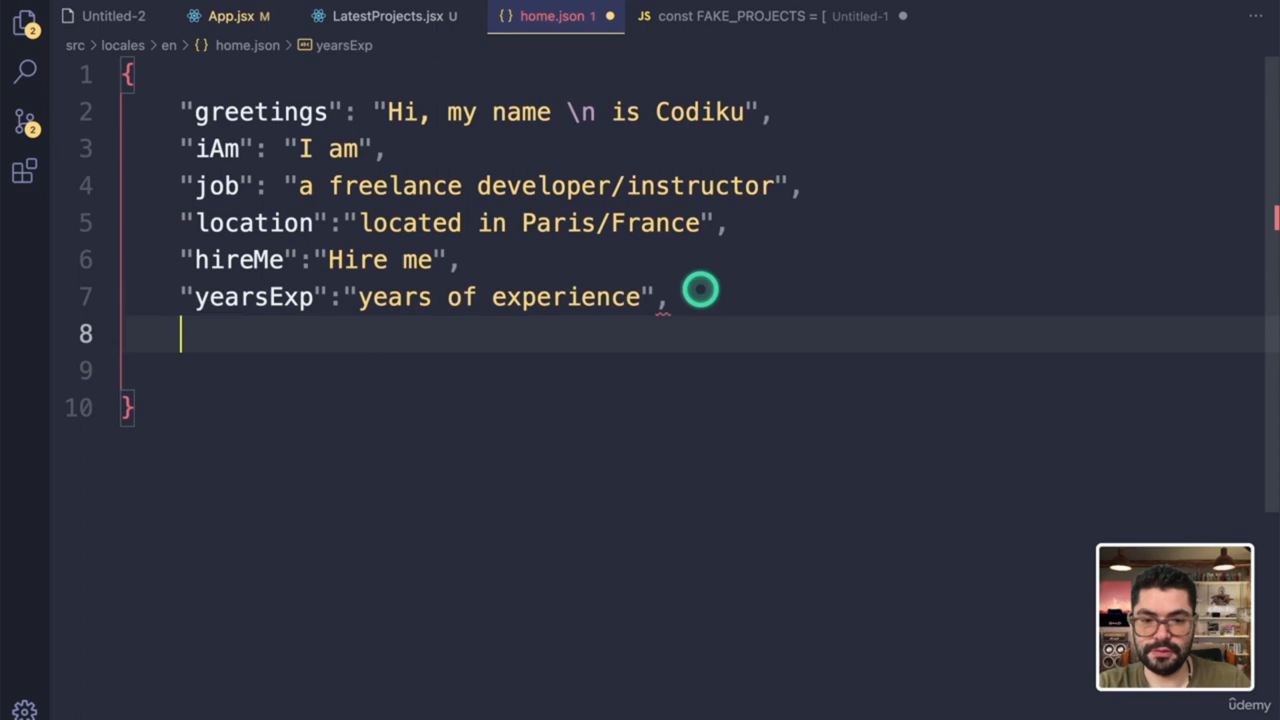 Untitled-2
App.jsx M
LatestProjects.jsx U
{} home.json 1
JS const FAKE_PROJECTS = [ Untitled-1
...
src > locales > en > {} home.json > abc yearsExp
1 {
2 "greetings": "Hi, my name \n is Codiku",
3 "iAm": "I am",
4 "job": "a freelance developer/instructor",
5 "location":"located in Paris/France",
6 "hireMe":"Hire me",
7 "yearsExp":"years of experience",
8
9
10 }
2
2
ûdemy